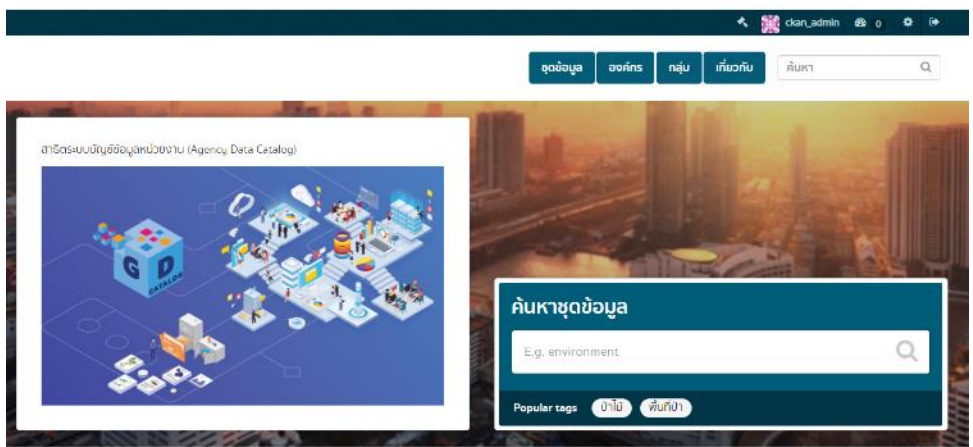 ckan_admin 0
ชุดข้อมูล องค์กร กลุ่ม เกี่ยวกับ ค้นหา
สาธิตระบบบัญชีข้อมูลหน่วยงาน (Agency Data Catalog)
G D
CATALOG
ค้นหาชุดข้อมูล
E.g. environment
Popular tags ป่าไม้ พื้นที่ป่า